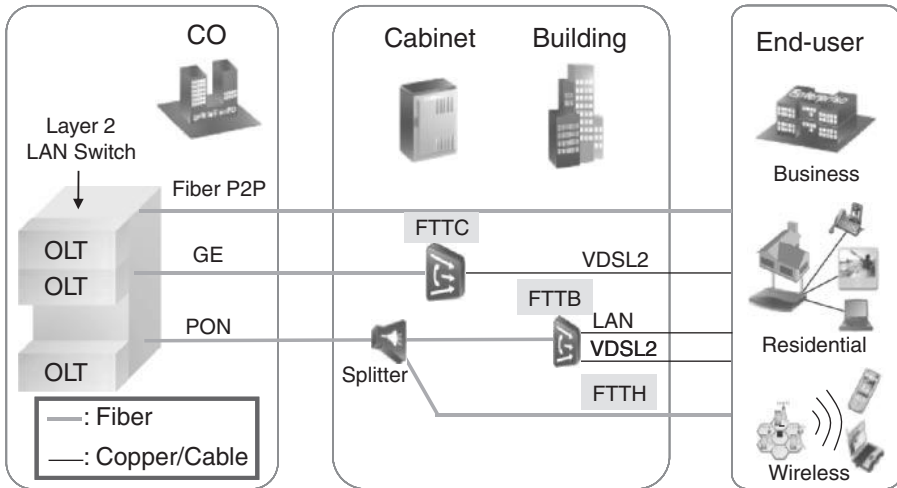 CO
Cabinet
Building
End-user
Layer 2
LAN Switch
Fiber P2P
Business
FTTC
OLT
GE
VDSL2
OLT
FTTB
PON
LAN
VDSL2
Residential
Splitter
OLT
FTTH
: Fiber
: Copper/Cable
Wireless